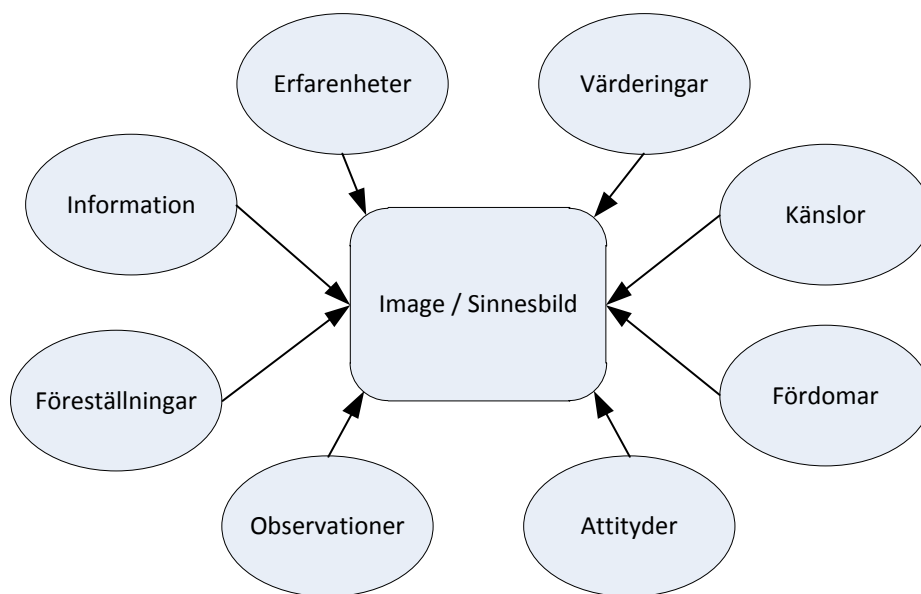 Erfarenheter
Värderingar
Information
Känslor
Image / Sinnesbild
Föreställningar
Fördomar
Observationer
Attityder